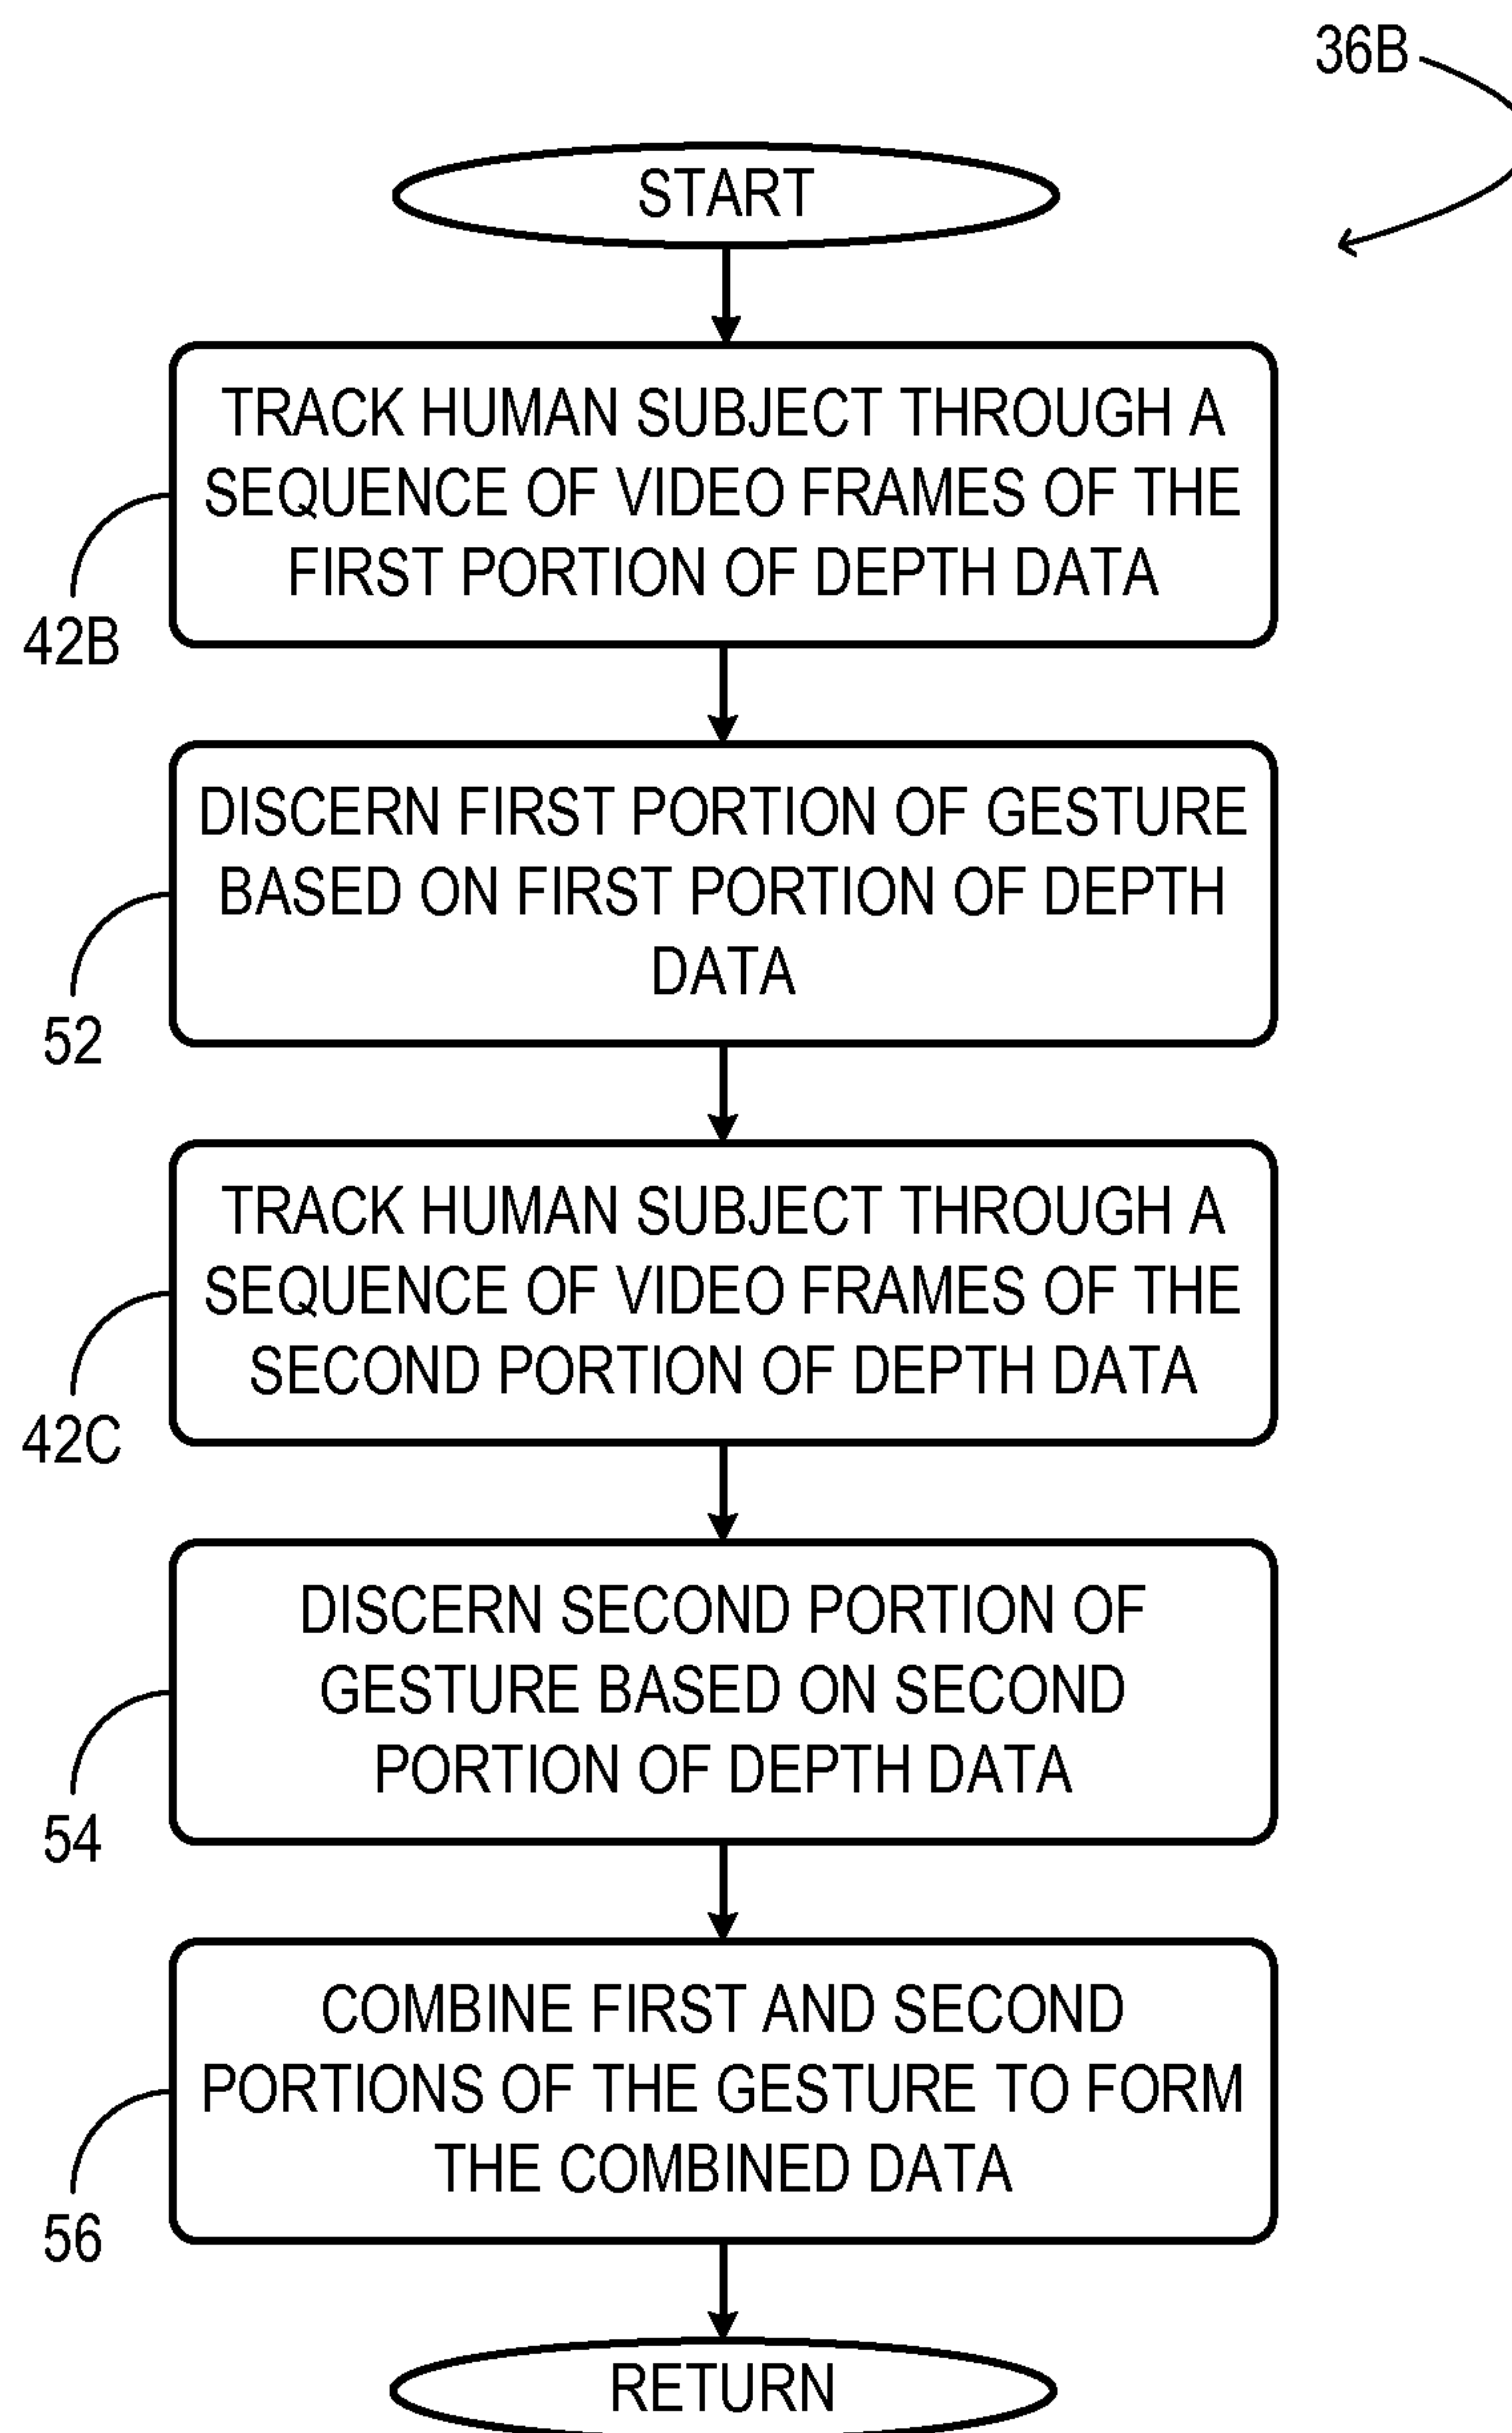 36B
START
TRACK HUMAN SUBJECT THROUGH A
SEQUENCE OF VIDEO FRAMES OF THE
FIRST PORTION OF DEPTH DATA
42B
DISCERN FIRST PORTION OF GESTURE
BASED ON FIRST PORTION OF DEPTH
DATA
52
TRACK HUMAN SUBJECT THROUGH A
SEQUENCE OF VIDEO FRAMES OF THE
SECOND PORTION OF DEPTH DATA
42C
DISCERN SECOND PORTION OF
GESTURE BASED ON SECOND
PORTION OF DEPTH DATA
54
COMBINE FIRST AND SECOND
PORTIONS OF THE GESTURE TO FORM
THE COMBINED DATA
56
RETURN